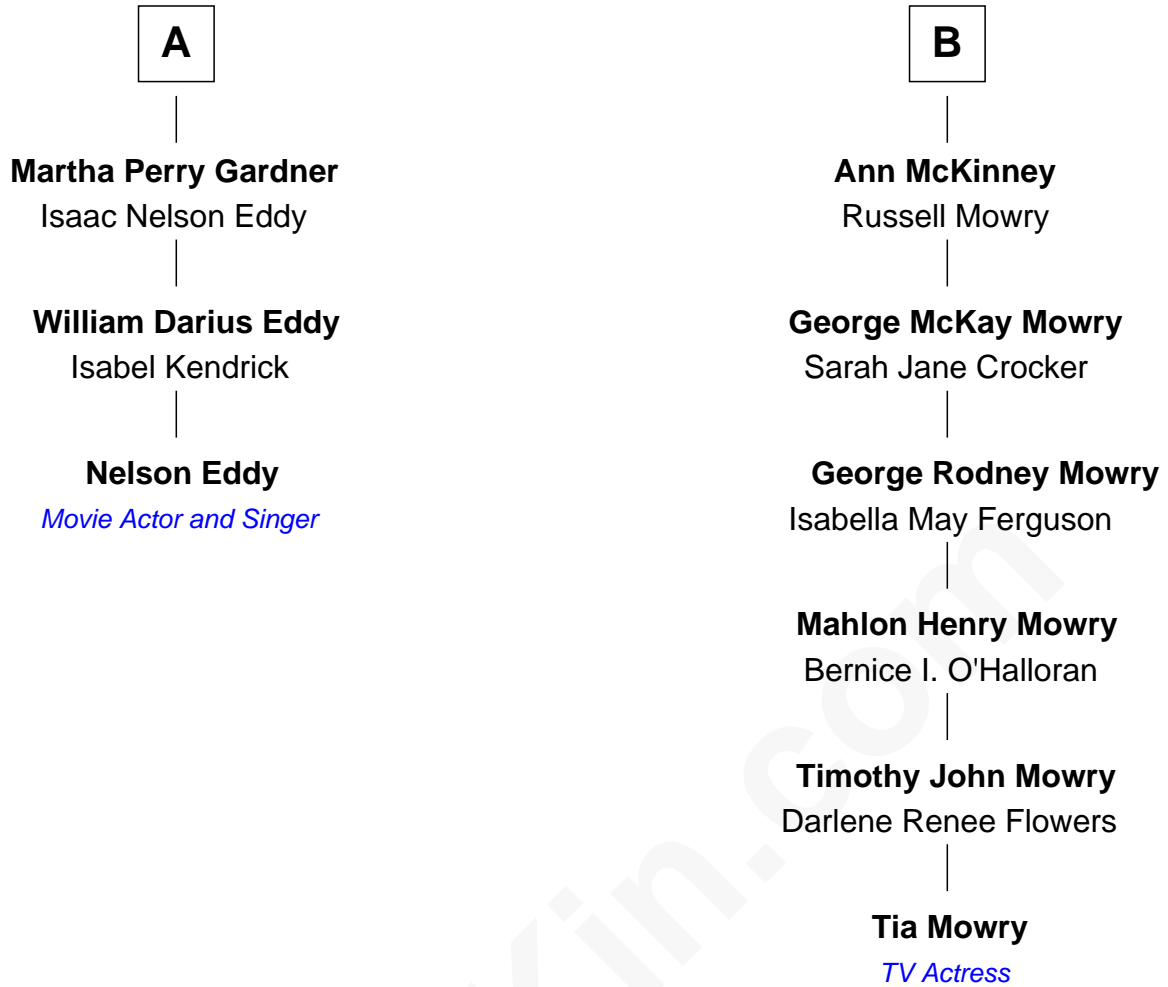 A
Martha Perry Gardner
Isaac Nelson Eddy
William Darius Eddy
Isabel Kendrick
Nelson Eddy
Movie Actor and Singer
B
Ann McKinney
Russell Mowry
George McKay Mowry
Sarah Jane Crocker
George Rodney Mowry
Isabella May Ferguson
Mahlon Henry Mowry
Bernice I. O'Halloran
Timothy John Mowry
Darlene Renee Flowers
Tia Mowry
TV Actress
Kin.com